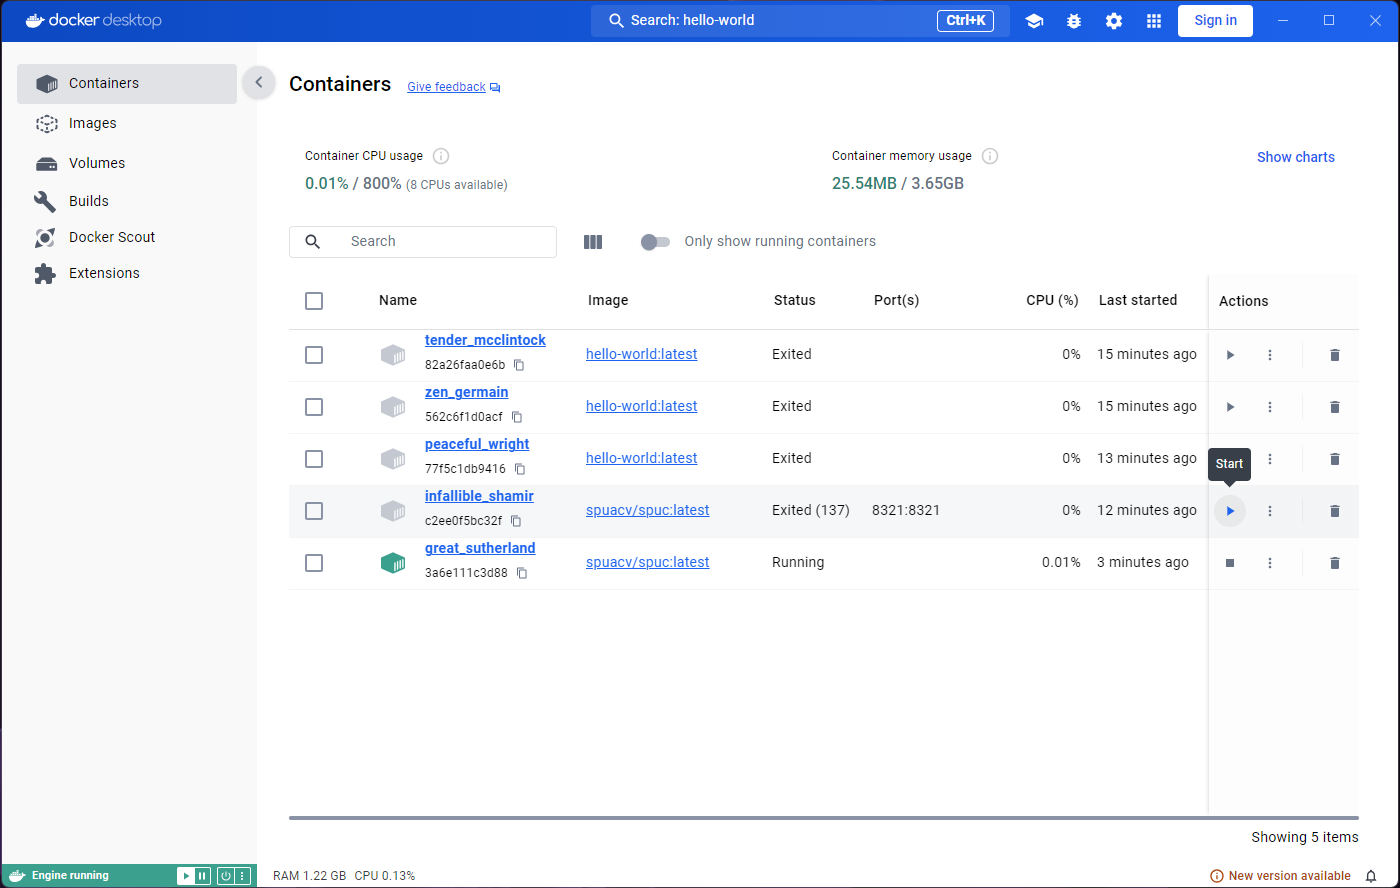 docker desktop
Search: hello-world
Ctrl+K
Sign in
Containers
Images
Volumes
Builds
Docker Scout
Extensions
Containers
Give feedback
Container CPU usage
0.01% / 800% (8 CPUs available)
Container memory usage
25.54MB / 3.65GB
Show charts
Search
Only show running containers
Name Image Status Port(s) CPU (%) Last started Actions
tender_mcclintock
82a26faa0e6b
hello-world:latest Exited 0% 15 minutes ago
zen_germain
562c6f1d0acf
hello-world:latest Exited 0% 15 minutes ago
peaceful_wright
77f5c1db9416
hello-world:latest Exited 0% 13 minutes ago
Start
infallible_shamir
c2ee0f5bc32f
spuacv/spuc:latest Exited (137) 8321:8321 0% 12 minutes ago
great_sutherland
3a6e111c3d88
spuacv/spuc:latest Running 0.01% 3 minutes ago
Showing 5 items
Engine running
RAM 1.22 GB CPU 0.13%
New version available